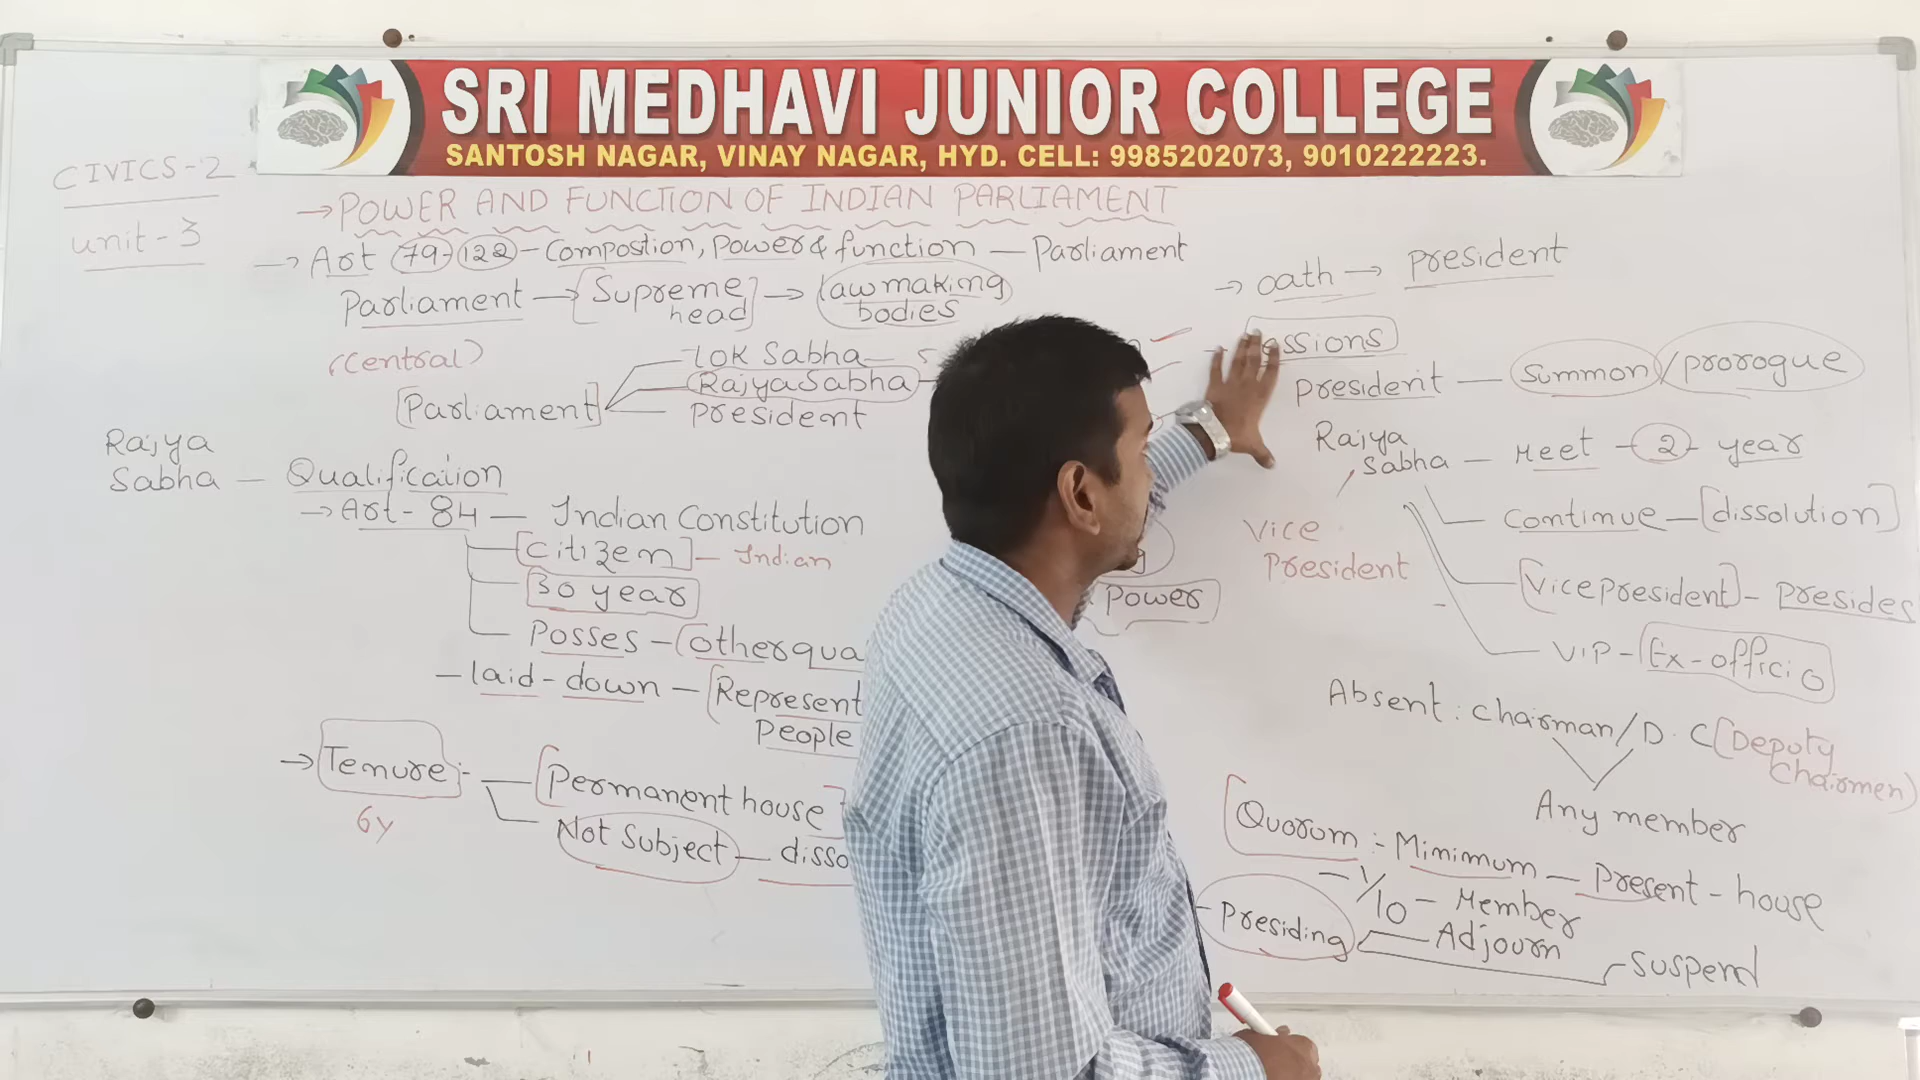 SRI MEDHAVI JUNIOR COLLEGE
SANTOSH NAGAR, VINAY NAGAR, HYD. CELL: 9985202073, 9010222223.
CIVICS-2
unit-3
→POWER AND FUNCTION OF INDIAN PARLIAMENT
→ Art 79-122-Compostion, power & function — Parliament
Parliament → [Supreme head] → lawmaking bodies
(Central)
[Parliament]
LOK Sabha—
RajyaSabha
President
Rajya Sabha — Qualification
→ Art-84 — Indian Constitution
[citizen] — Indian
30 year
Posses — (otherqua
— laid-down — [Represent
People
→ Tenure :-
6y
[Permanent house]
Not Subject — disso
Power
→ oath → president
essions
president — Summon/prorogue
Rajya Sabha — Meet -2- year
continue — [dissolution]
Vice President
[Vicepresident] - presides
VIP - [Ex-officio
Absent: chairman/D.C (Deputy Chairmen)
Any member
Quorum :- Minimum — present - house
— 1/10 — Member
Presiding
Adjourn
suspend